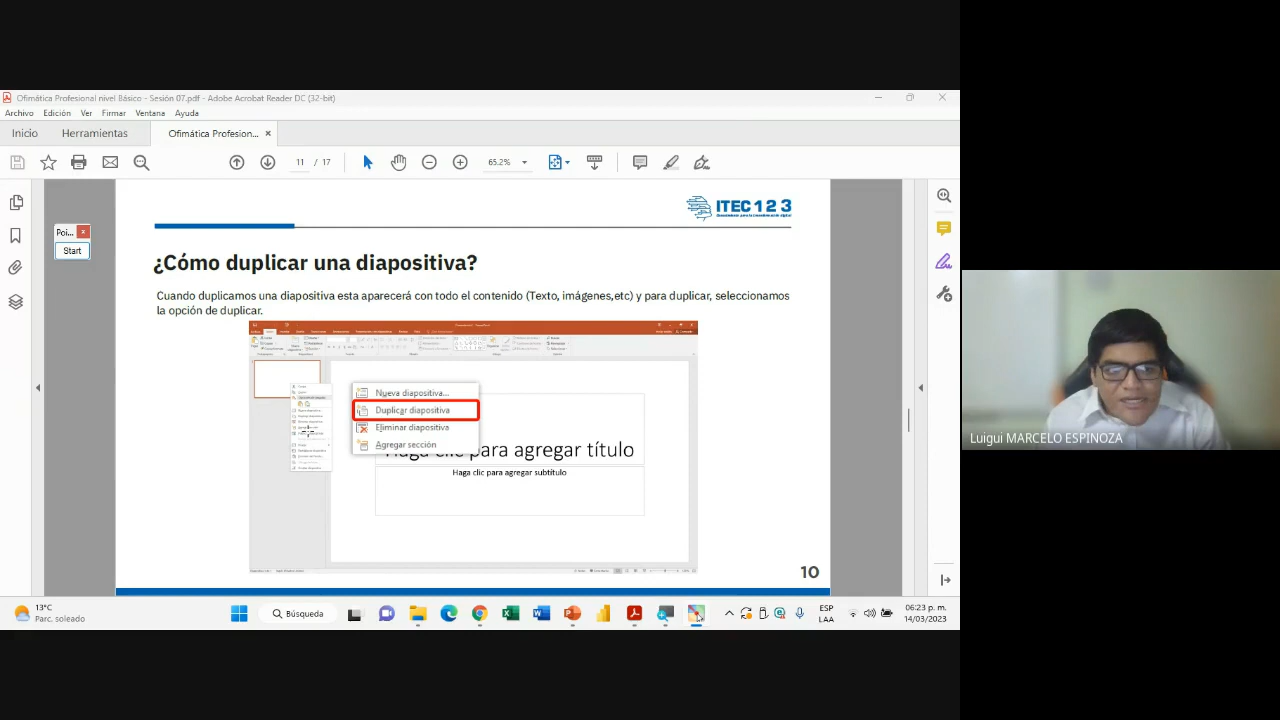 Ofimática Profesional nivel Básico - Sesión 07.pdf - Adobe Acrobat Reader DC (32-bit)
Archivo Edición Ver Firmar Ventana Ayuda
Inicio Herramientas Ofimática Profesion...
11 / 17 65.2%
ITEC 1 2 3
Poi...
Start
¿Cómo duplicar una diapositiva?
Cuando duplicamos una diapositiva esta aparecerá con todo el contenido (Texto, imágenes,etc) y para duplicar, seleccionamos
la opción de duplicar.
Nueva diapositiva...
Duplicar diapositiva
Eliminar diapositiva
Agregar sección
para agregar título
Haga clic para agregar subtítulo
10
Luigui MARCELO ESPINOZA
13°C
Parc. soleado
Búsqueda
ESP
LAA
06:23 p. m.
14/03/2023